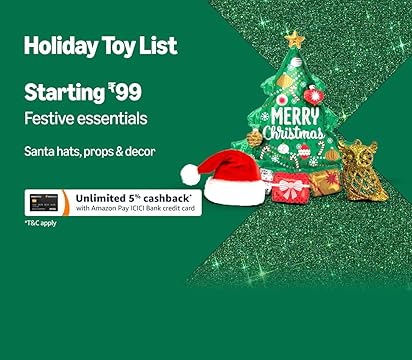 Holiday Toy List
Starting ₹99
Festive essentials
Santa hats, props & decor
Unlimited 5% cashback*
with Amazon Pay ICICI Bank credit card
*T&C apply
MERRY
Christmas